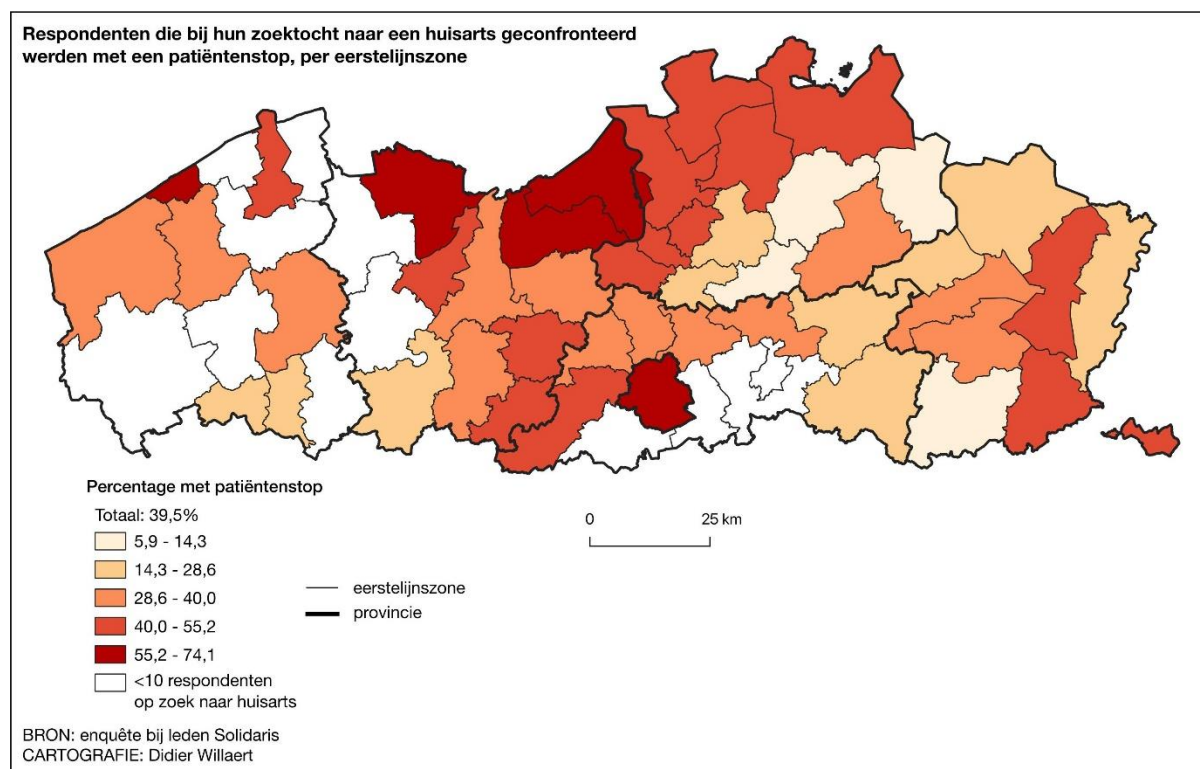 Respondenten die bij hun zoektocht naar een huisarts geconfronteerd
werden met een patiëntenstop, per eerstelijnszone
Percentage met patiëntenstop
Totaal: 39,5%
5,9 - 14,3
14,3 - 28,6
28,6 - 40,0
40,0 - 55,2
55,2 - 74,1
<10 respondenten
op zoek naar huisarts
0 25 km
eerstelijnszone
provincie
BRON: enquête bij leden Solidaris
CARTOGRAFIE: Didier Willaert